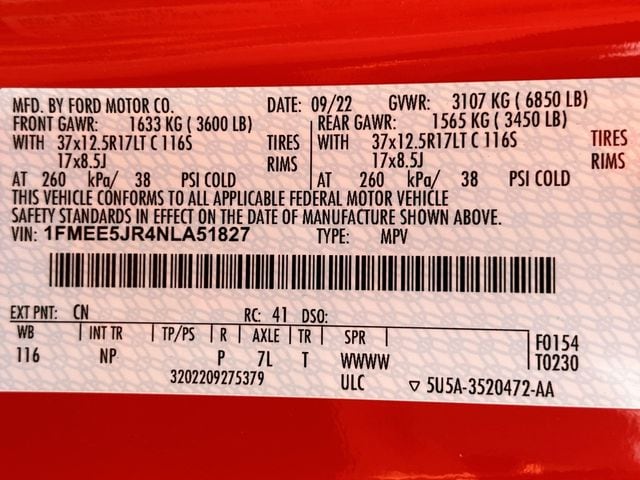 MFD. BY FORD MOTOR CO. DATE: 09/22 GVWR: 3107 KG ( 6850 LB)
FRONT GAWR: 1633 KG ( 3600 LB) REAR GAWR: 1565 KG ( 3450 LB)
WITH 37x12.5R17LT C 116S TIRES WITH 37x12.5R17LT C 116S TIRES
17x8.5J RIMS 17x8.5J RIMS
AT 260 kPa/ 38 PSI COLD AT 260 kPa/ 38 PSI COLD
THIS VEHICLE CONFORMS TO ALL APPLICABLE FEDERAL MOTOR VEHICLE
SAFETY STANDARDS IN EFFECT ON THE DATE OF MANUFACTURE SHOWN ABOVE.
VIN: 1FMEE5JR4NLA51827 TYPE: MPV
EXT PNT: CN RC: 41 DSO:
WB INT TR TP/PS R AXLE TR SPR F0154
116 NP P 7L T WWWW T0230
3202209275379 ULC ▽ 5U5A-3520472-AA